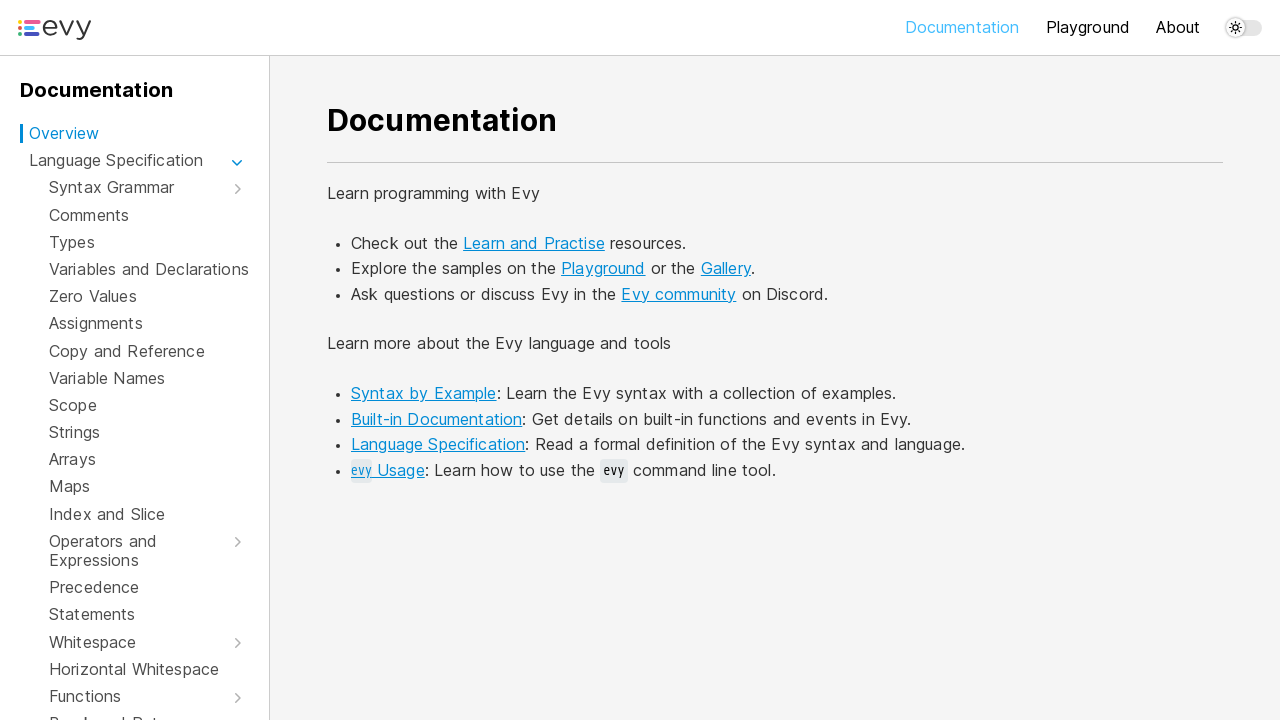 evy
Documentation
Playground
About
Documentation
Overview
Language Specification
Syntax Grammar
Comments
Types
Variables and Declarations
Zero Values
Assignments
Copy and Reference
Variable Names
Scope
Strings
Arrays
Maps
Index and Slice
Operators and
Expressions
Precedence
Statements
Whitespace
Horizontal Whitespace
Functions
Documentation
Learn programming with Evy
• Check out the Learn and Practise resources.
• Explore the samples on the Playground or the Gallery.
• Ask questions or discuss Evy in the Evy community on Discord.
Learn more about the Evy language and tools
• Syntax by Example: Learn the Evy syntax with a collection of examples.
• Built-in Documentation: Get details on built-in functions and events in Evy.
• Language Specification: Read a formal definition of the Evy syntax and language.
• evy Usage: Learn how to use the evy command line tool.